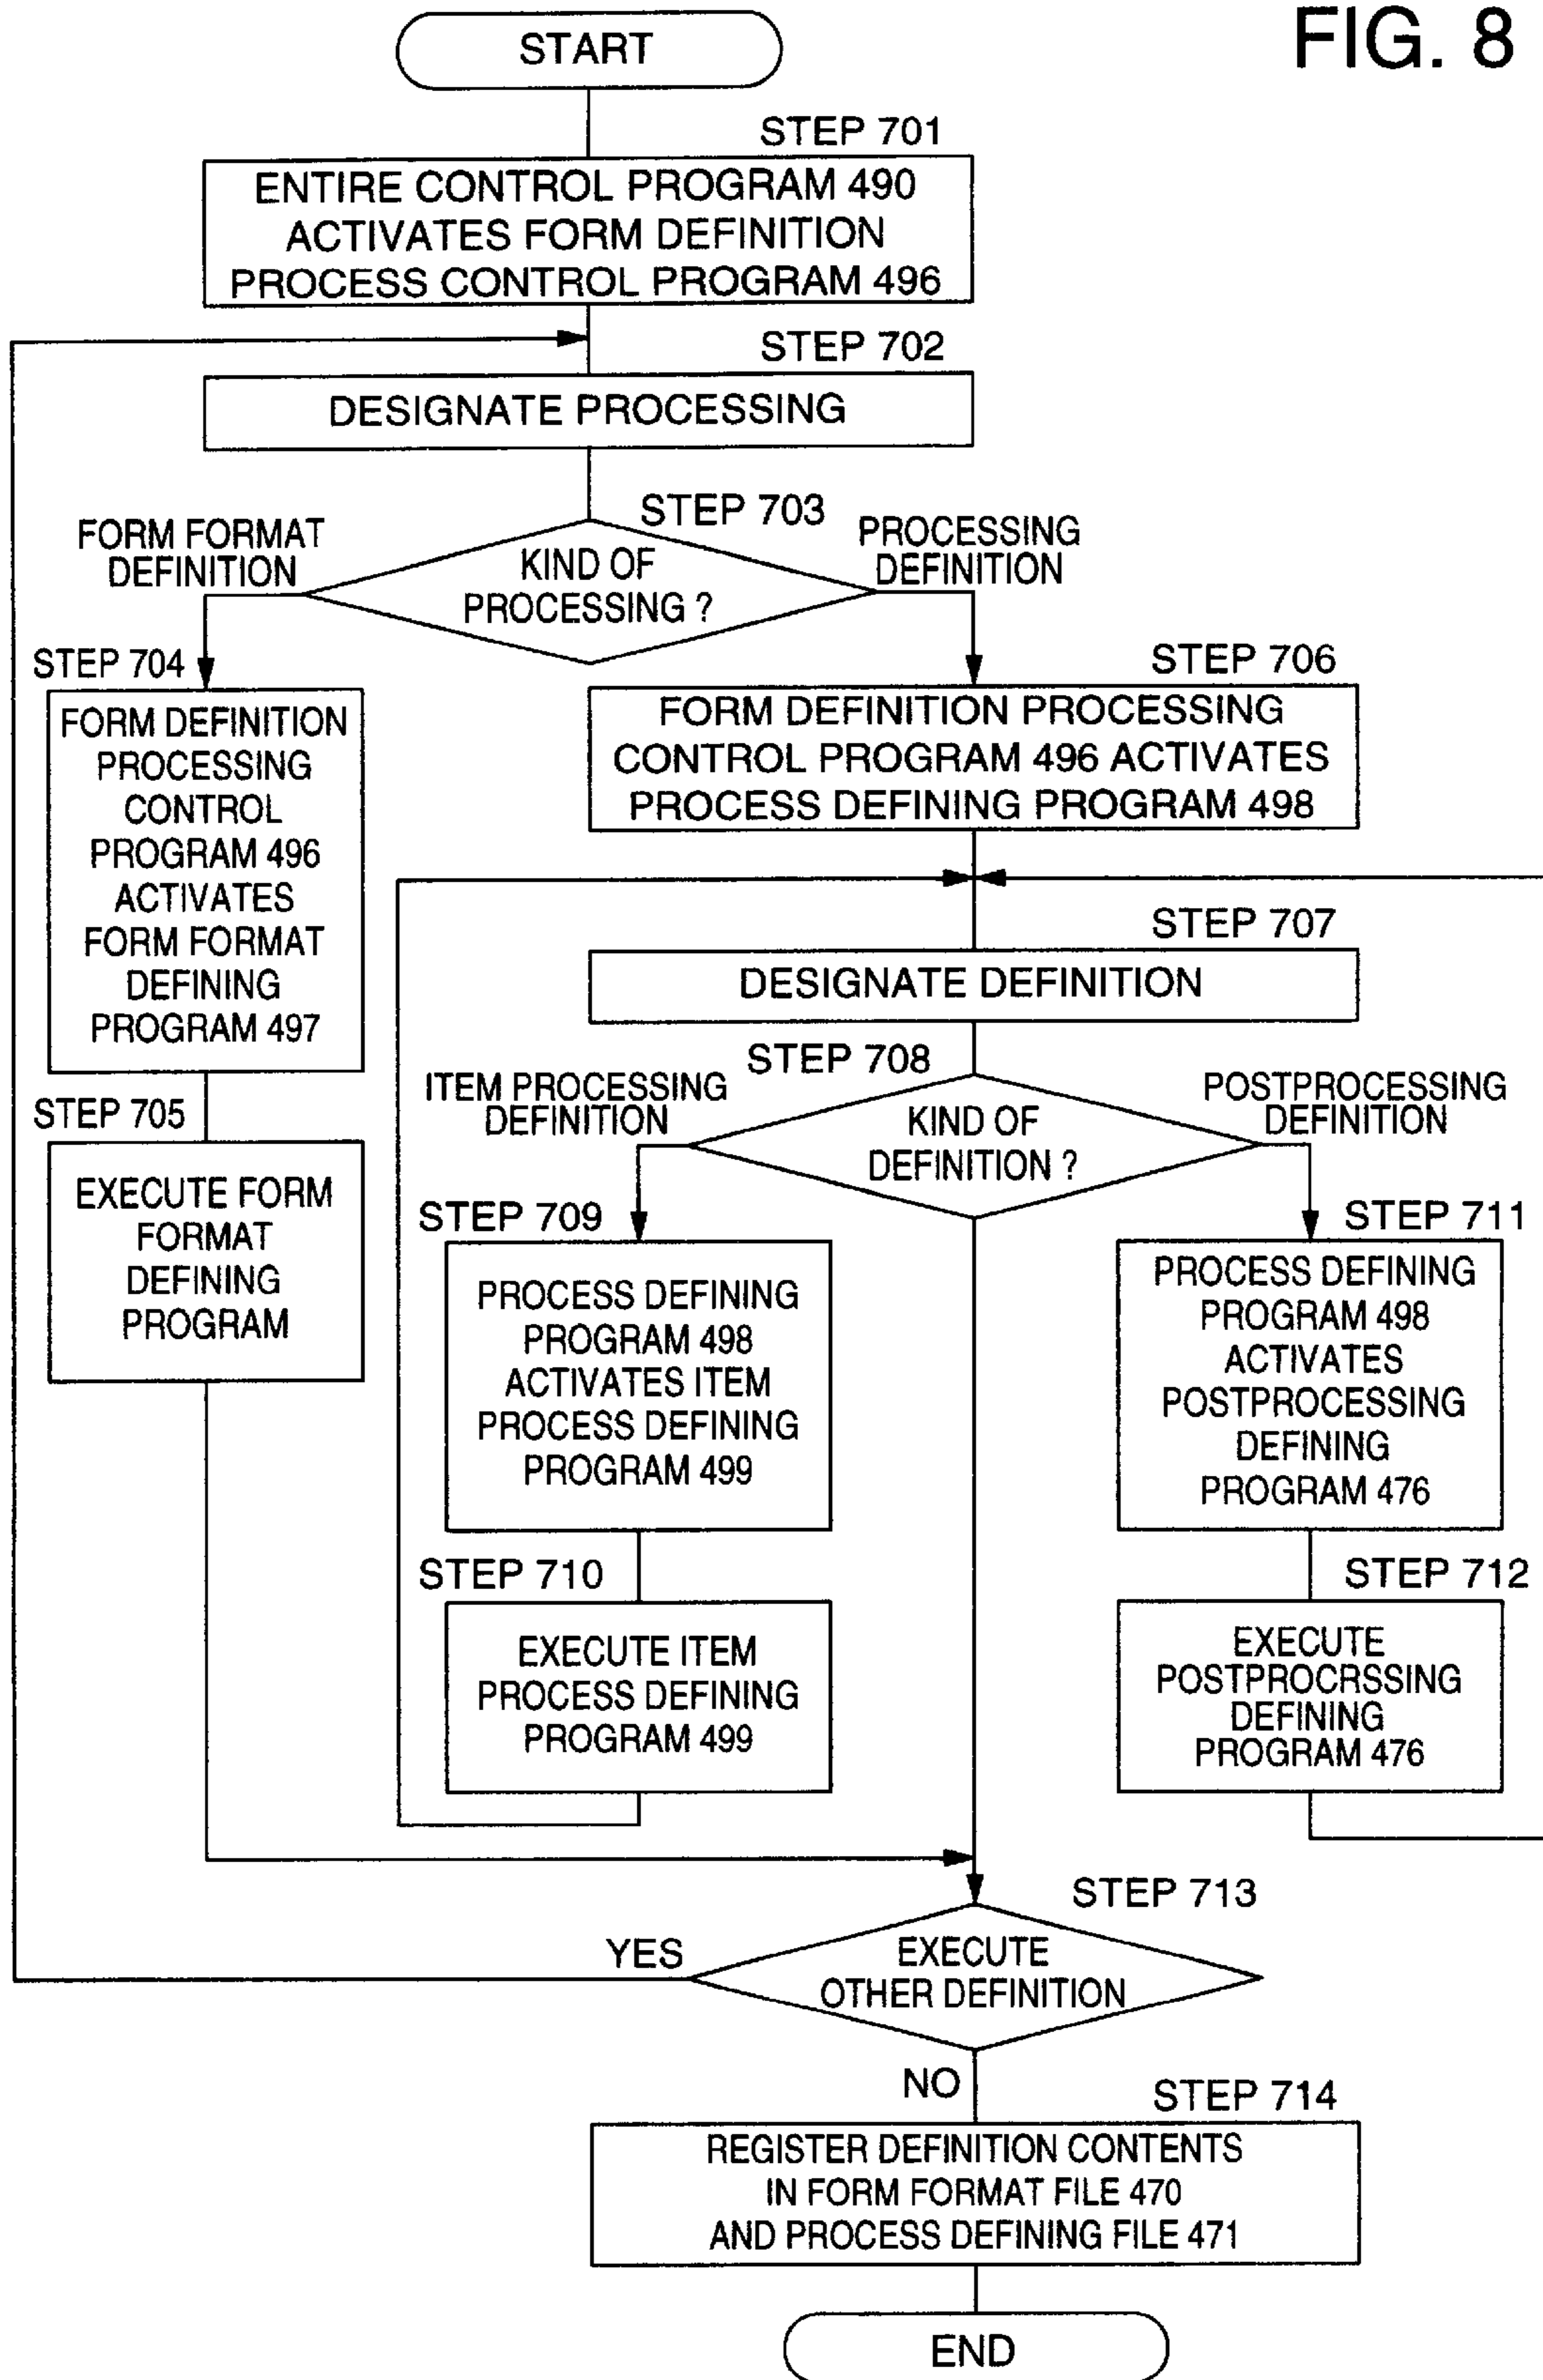 FIG. 8
START
STEP 701
ENTIRE CONTROL PROGRAM 490
ACTIVATES FORM DEFINITION
PROCESS CONTROL PROGRAM 496
STEP 702
DESIGNATE PROCESSING
STEP 703
FORM FORMAT
DEFINITION
KIND OF
PROCESSING ?
PROCESSING
DEFINITION
STEP 704
FORM DEFINITION
PROCESSING
CONTROL
PROGRAM 496
ACTIVATES
FORM FORMAT
DEFINING
PROGRAM 497
STEP 705
EXECUTE FORM
FORMAT
DEFINING
PROGRAM
STEP 706
FORM DEFINITION PROCESSING
CONTROL PROGRAM 496 ACTIVATES
PROCESS DEFINING PROGRAM 498
STEP 707
DESIGNATE DEFINITION
STEP 708
ITEM PROCESSING
DEFINITION
KIND OF
DEFINITION ?
POSTPROCESSING
DEFINITION
STEP 709
PROCESS DEFINING
PROGRAM 498
ACTIVATES ITEM
PROCESS DEFINING
PROGRAM 499
STEP 710
EXECUTE ITEM
PROCESS DEFINING
PROGRAM 499
STEP 711
PROCESS DEFINING
PROGRAM 498
ACTIVATES
POSTPROCESSING
DEFINING
PROGRAM 476
STEP 712
EXECUTE
POSTPROCRSSING
DEFINING
PROGRAM 476
STEP 713
YES
EXECUTE
OTHER DEFINITION
NO
STEP 714
REGISTER DEFINITION CONTENTS
IN FORM FORMAT FILE 470
AND PROCESS DEFINING FILE 471
END